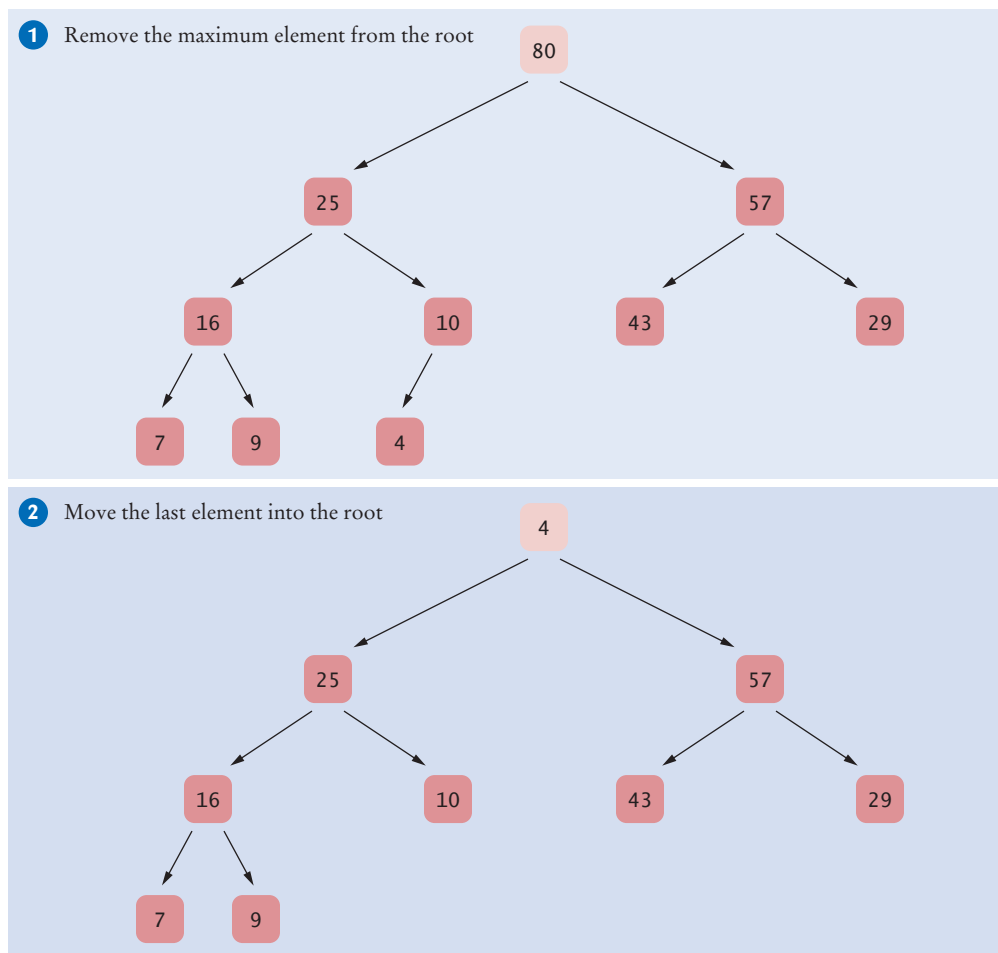 1 Remove the maximum element from the root
80
25 57
16 10 43 29
7 9 4
2 Move the last element into the root
4
25 57
16 10 43 29
7 9